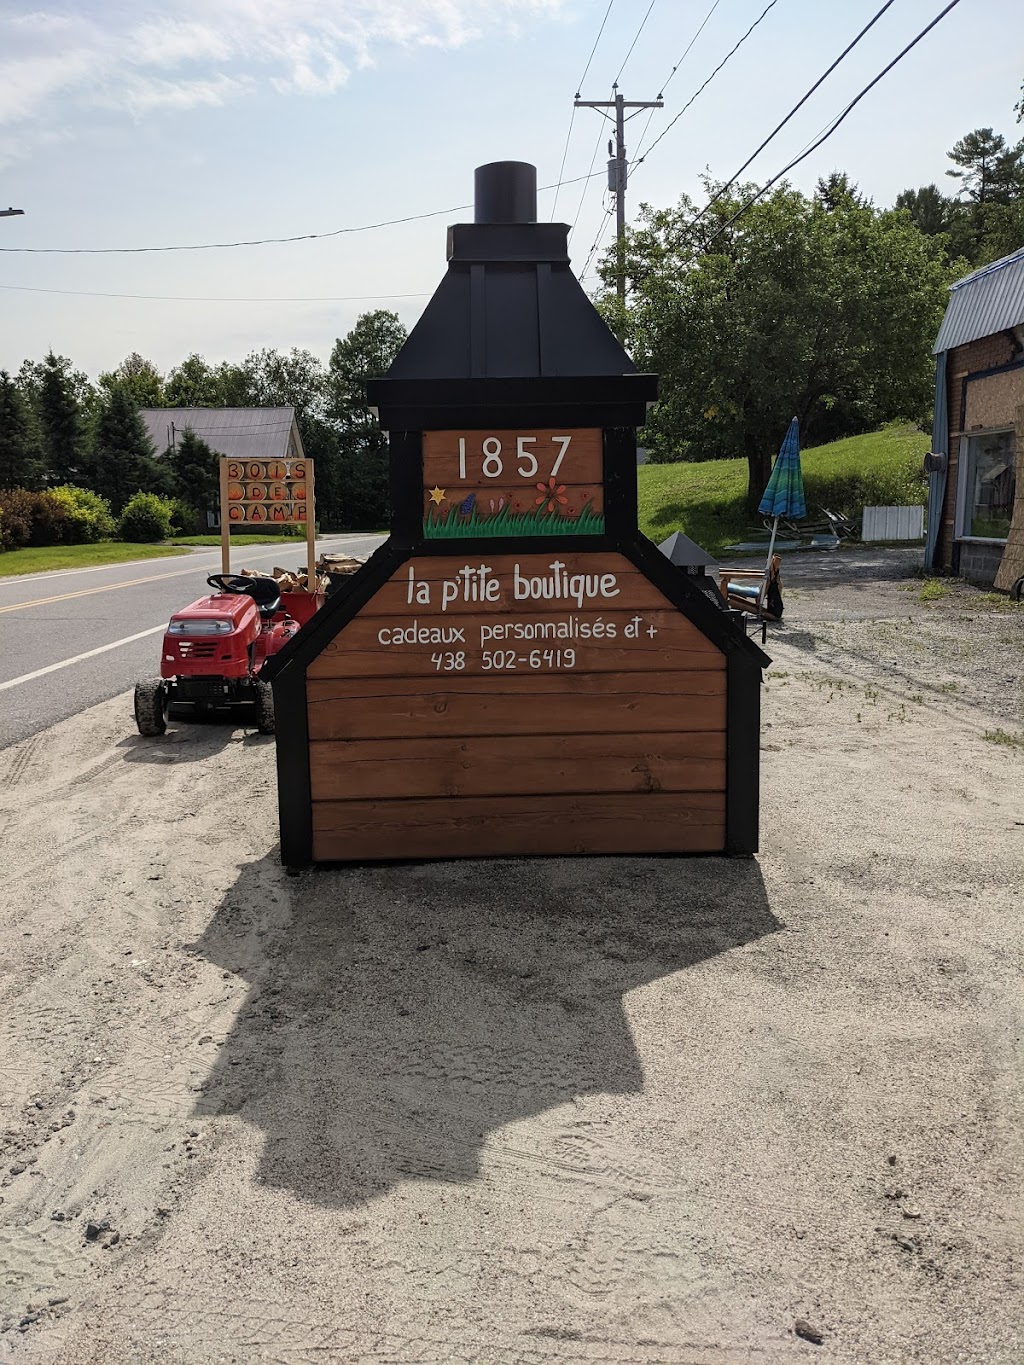 1857
la p'tite boutique
cadeaux personnalisés et +
438 502-6419
BOIS
DE
CAMP